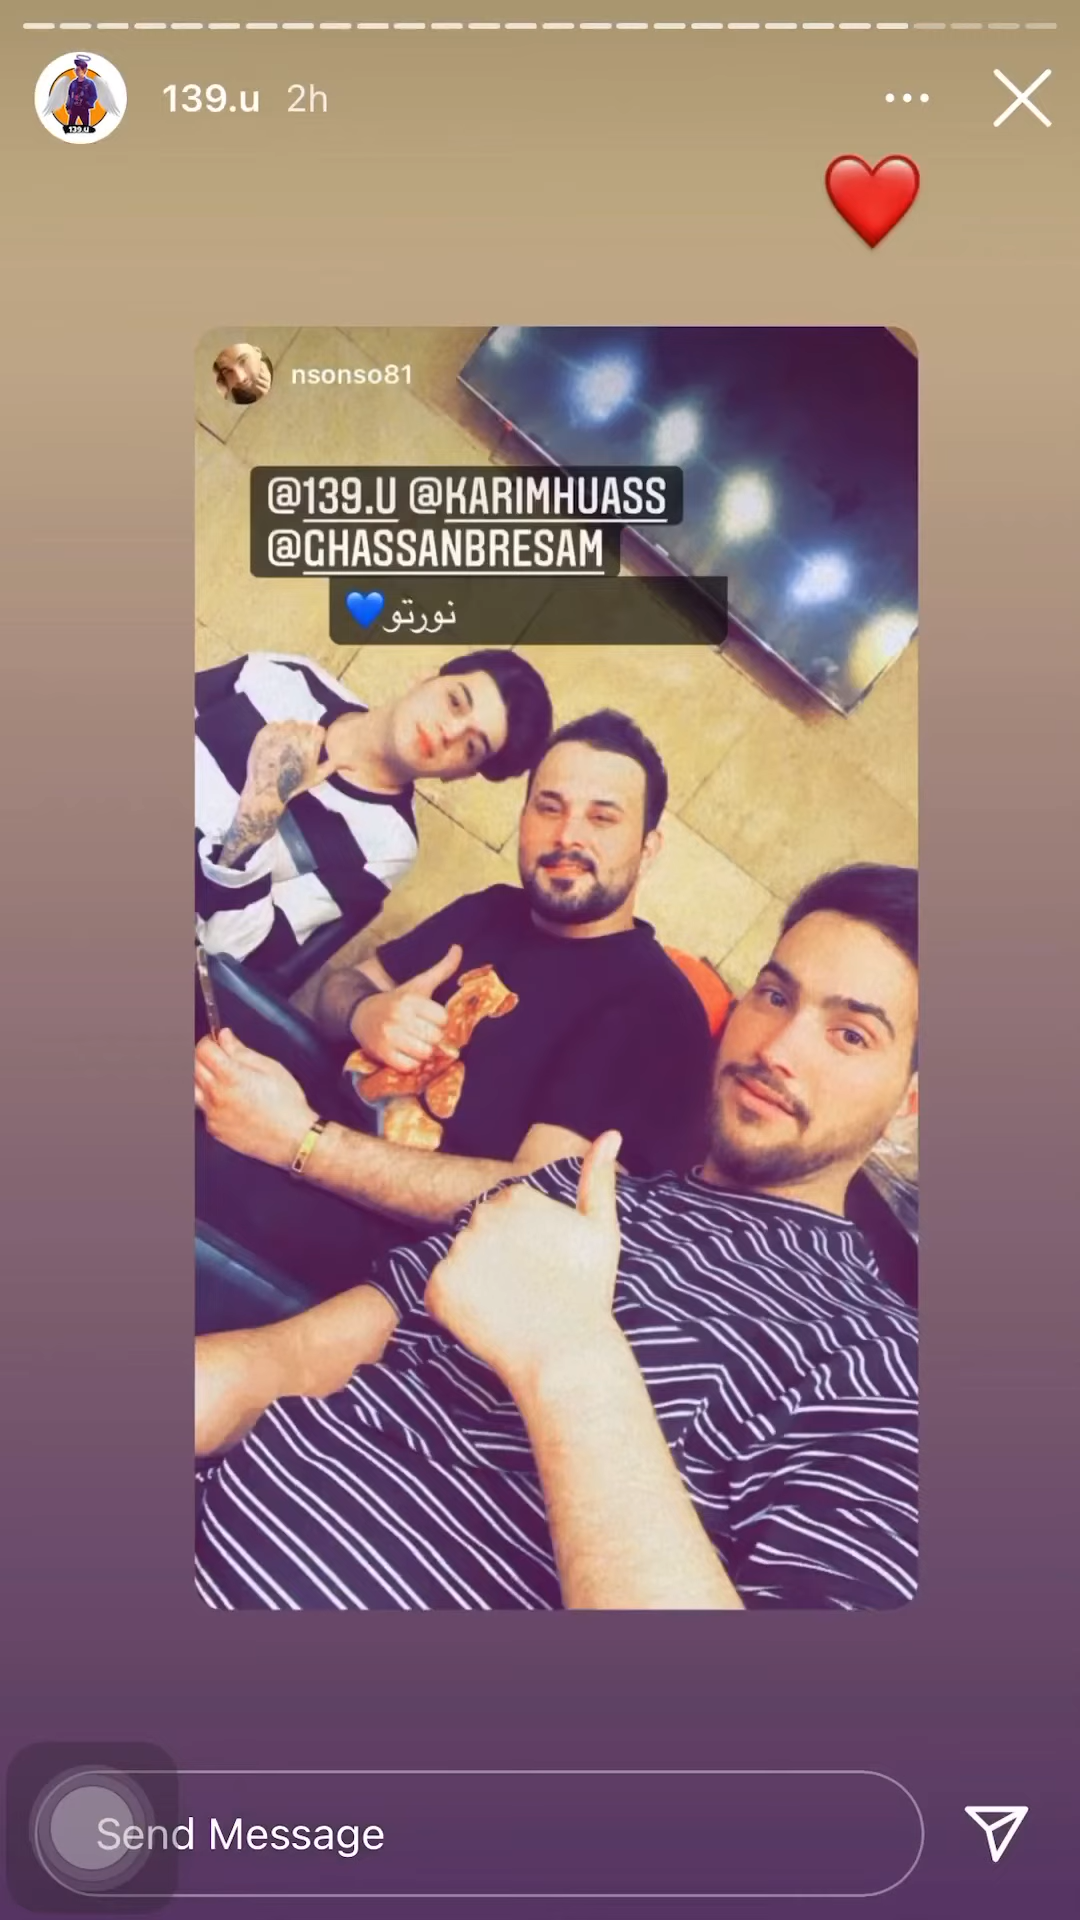 139.u 2h
nsonso81
@139.U @KARIMHUASS
@GHASSANBRESAM
نورتو💙
Send Message